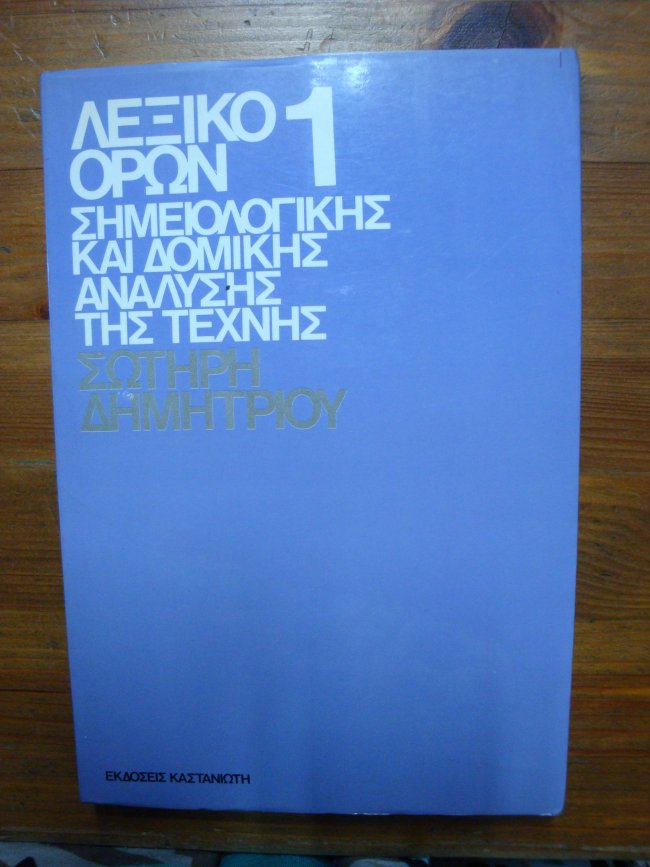 ΛΕΞΙΚΟ 1
ΟΡΩΝ
ΣΗΜΕΙΟΛΟΓΙΚΗΣ
ΚΑΙ ΔΟΜΙΚΗΣ
ΑΝΑΛΥΣΗΣ
ΤΗΣ ΤΕΧΝΗΣ
ΣΩΤΗΡΗ
ΔΗΜΗΤΡΙΟΥ
ΕΚΔΟΣΕΙΣ ΚΑΣΤΑΝΙΩΤΗ